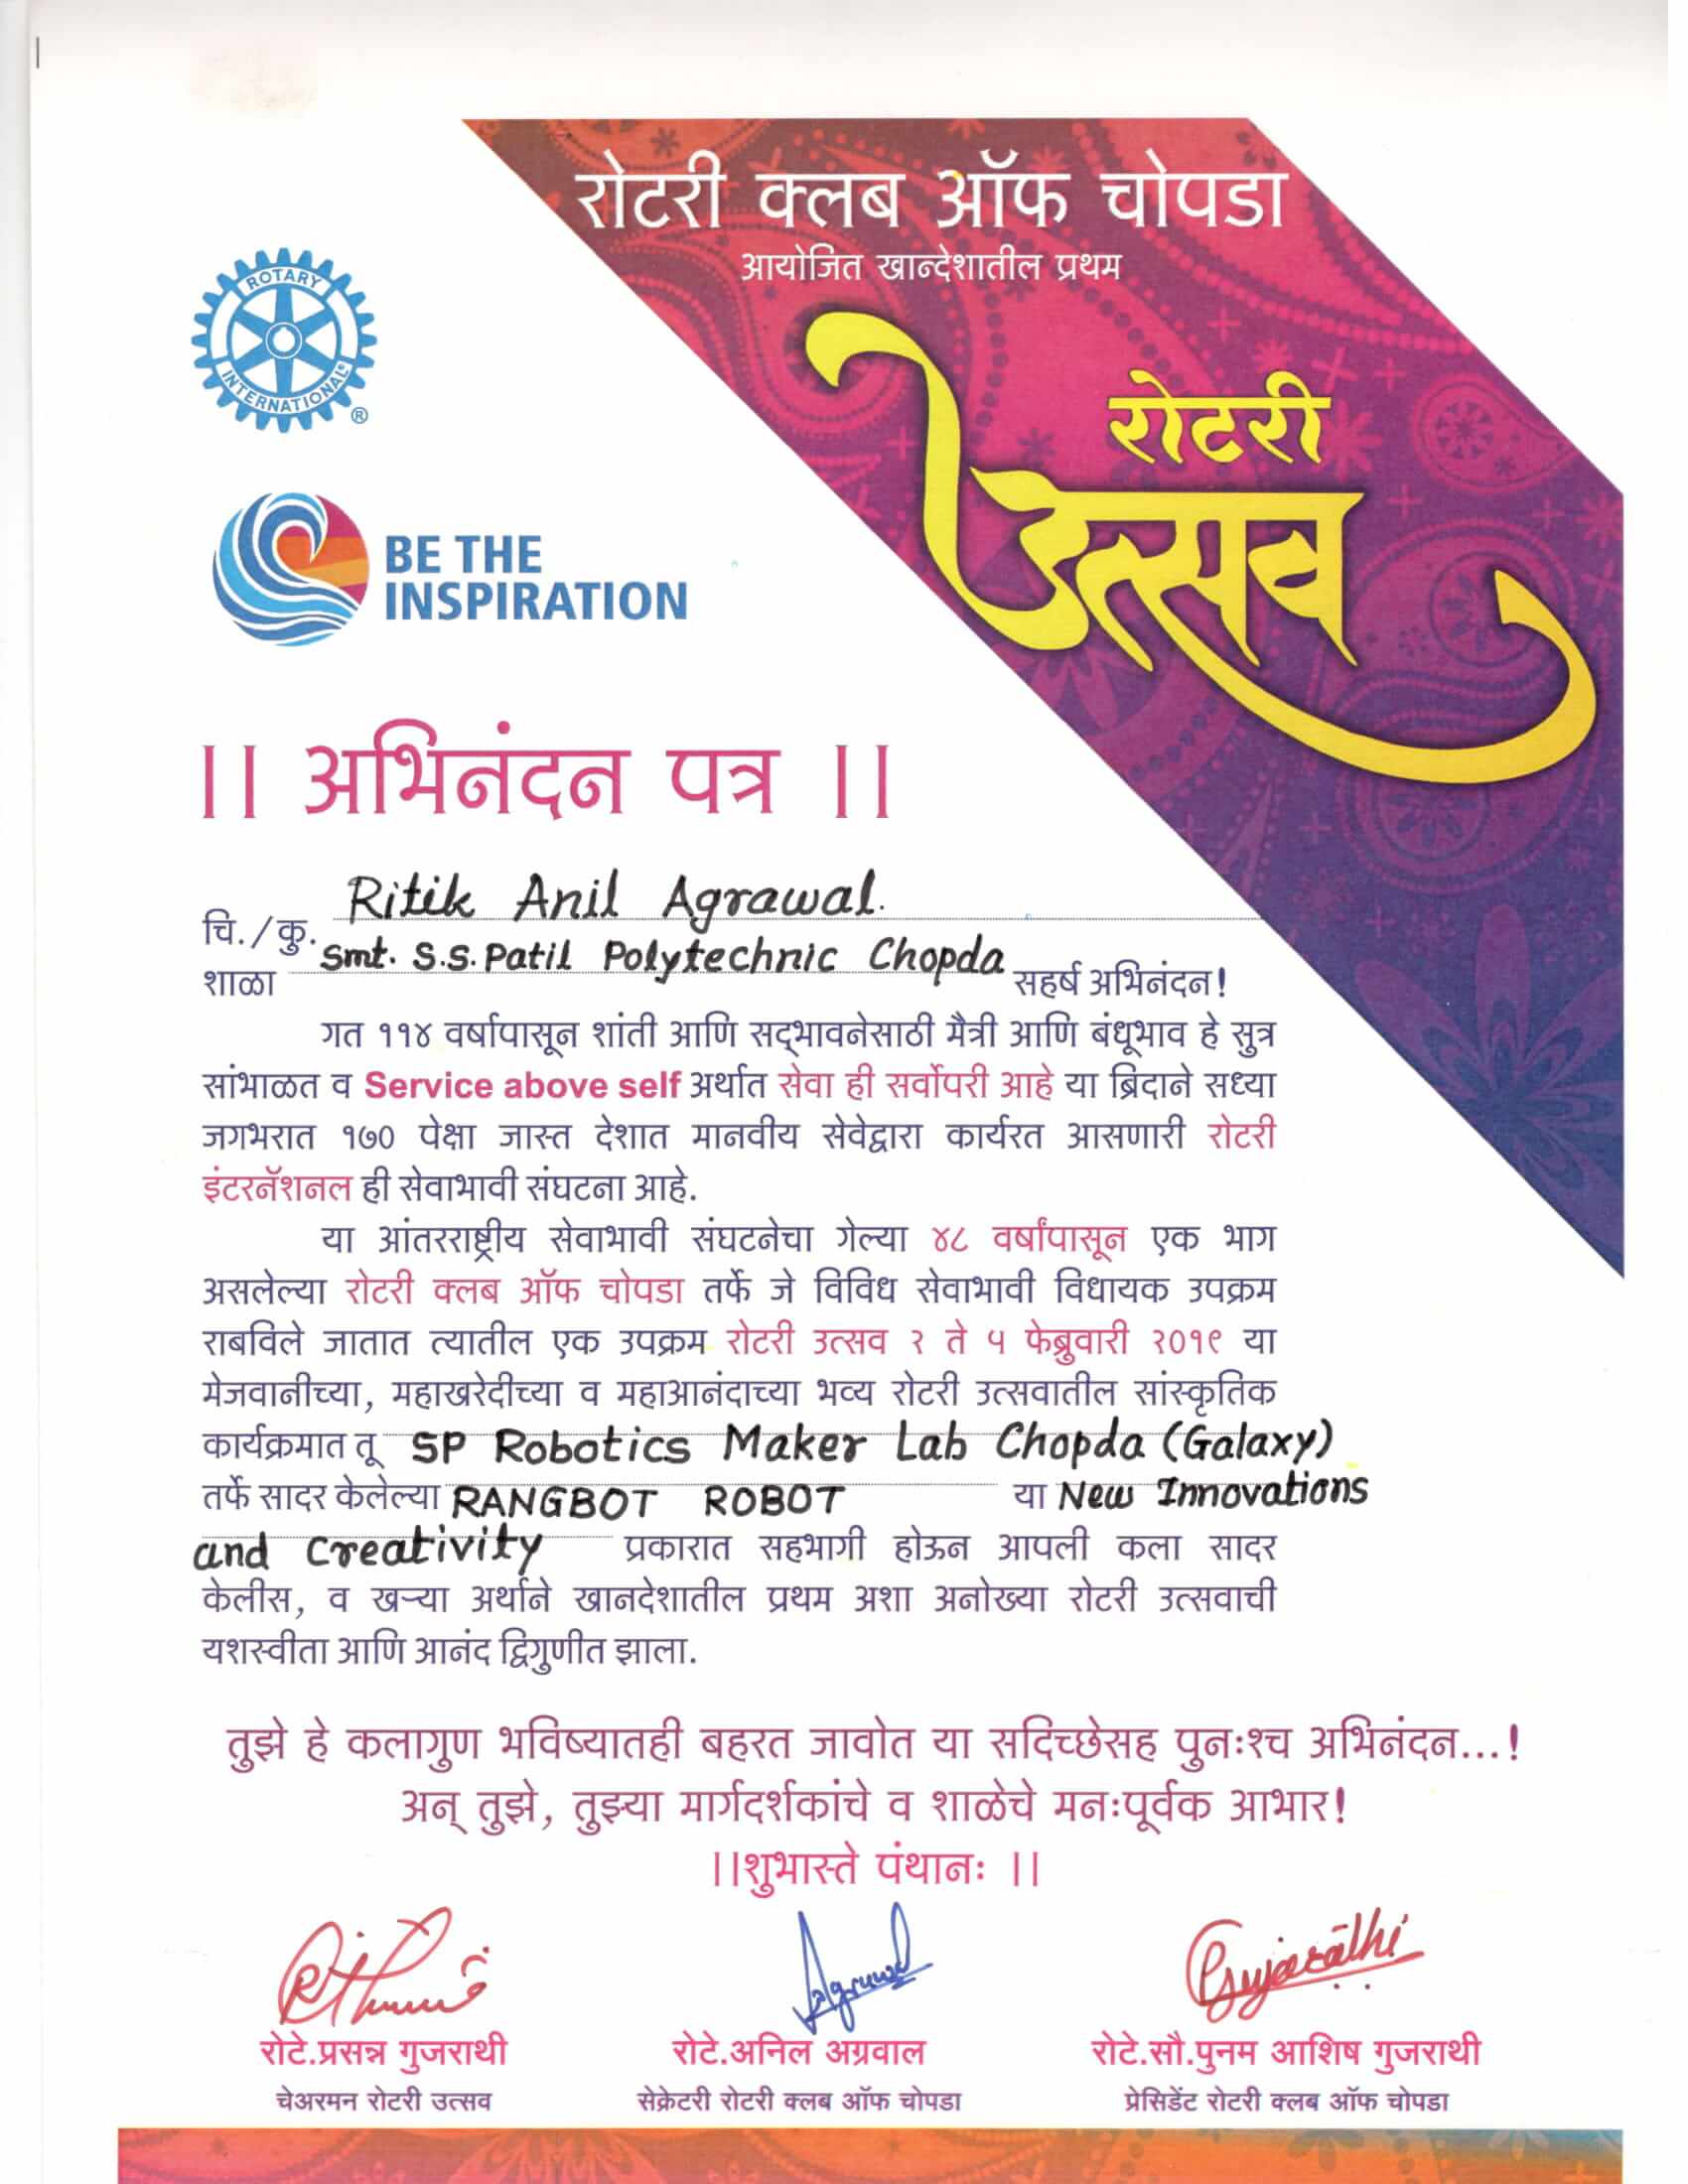 रोटरी क्लब ऑफ चोपडा
आयोजित खान्देशातील प्रथम
रोटरी
उत्सव
ROTARY
INTERNATIONAL®
®
BE THE
INSPIRATION
|| अभिनंदन पत्र ||
चि./कु. Ritik Anil Agrawal.
शाळा Smt. S.S. Patil Polytechnic Chopda सहर्ष अभिनंदन!
गत ११४ वर्षापासून शांती आणि सद्‌भावनेसाठी मैत्री आणि बंधूभाव हे सुत्र
सांभाळत व Service above self अर्थात सेवा ही सर्वोपरी आहे या ब्रिदाने सध्या
जगभरात १७० पेक्षा जास्त देशात मानवीय सेवेद्वारा कार्यरत आसणारी रोटरी
इंटरनॅशनल ही सेवाभावी संघटना आहे.
या आंतरराष्ट्रीय सेवाभावी संघटनेचा गेल्या ४८ वर्षांपासून एक भाग
असलेल्या रोटरी क्लब ऑफ चोपडा तर्फे जे विविध सेवाभावी विधायक उपक्रम
राबविले जातात त्यातील एक उपक्रम रोटरी उत्सव २ ते ५ फेब्रुवारी २०१९ या
मेजवानीच्या, महाखरेदीच्या व महाआनंदाच्या भव्य रोटरी उत्सवातील सांस्कृतिक
कार्यक्रमात तू SP Robotics Maker Lab Chopda (Galaxy)
तर्फे सादर केलेल्या RANGBOT ROBOT या New Innovations
and Creativity प्रकारात सहभागी होऊन आपली कला सादर
केलीस, व खऱ्या अर्थाने खानदेशातील प्रथम अशा अनोख्या रोटरी उत्सवाची
यशस्वीता आणि आनंद द्विगुणीत झाला.
तुझे हे कलागुण भविष्यातही बहरत जावोत या सदिच्छेसह पुनःश्च अभिनंदन...!
अन् तुझे, तुझ्या मार्गदर्शकांचे व शाळेचे मनःपूर्वक आभार!
||शुभास्ते पंथानः ||
Agrawal
Gujarathi
रोटे.प्रसन्न गुजराथी
रोटे.अनिल अग्रवाल
रोटे.सौ.पुनम आशिष गुजराथी
चेअरमन रोटरी उत्सव
सेक्रेटरी रोटरी क्लब ऑफ चोपडा
प्रेसिडेंट रोटरी क्लब ऑफ चोपडा